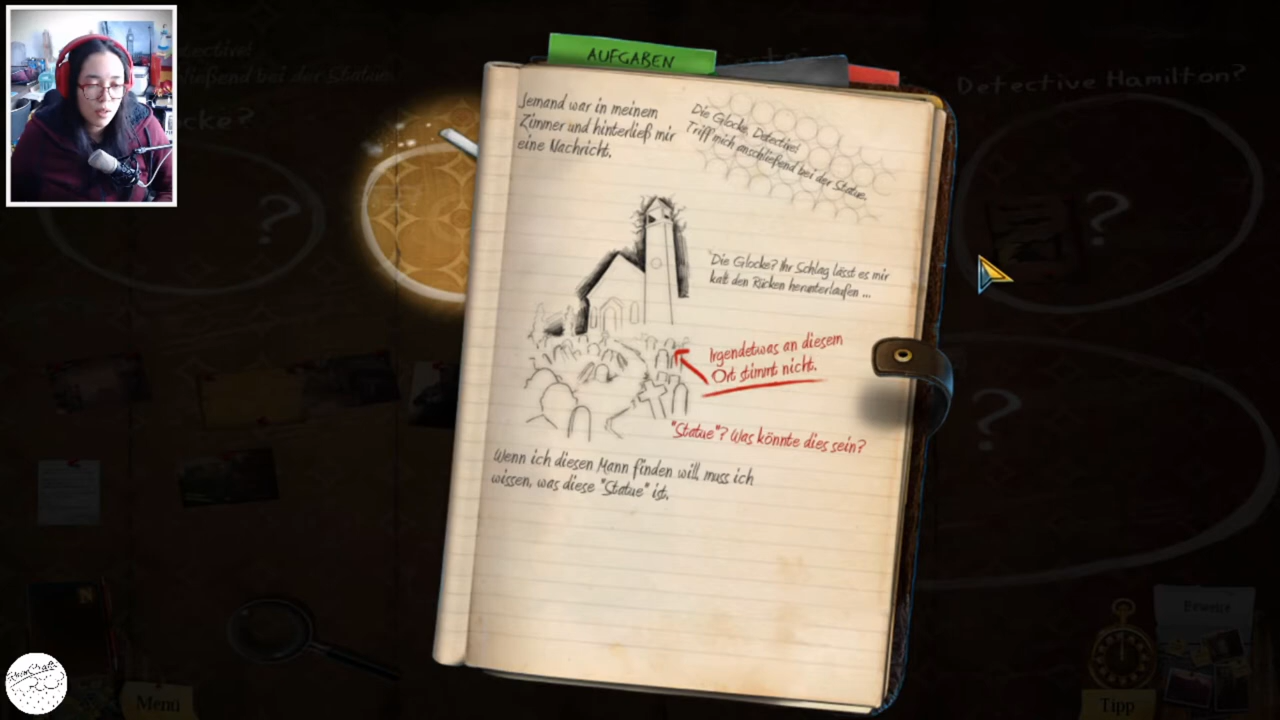 AUFGABEN
Jemand war in meinem
Zimmer und hinterließ mir
eine Nachricht.
Die Glocke, Detective!
Triff mich anschließend bei der Statue.
Die Glocke? Ihr Schlag lässt es mir
kalt den Rücken herunterlaufen ...
Irgendetwas an diesem
Ort stimmt nicht.
"Statue"? Was könnte dies sein?
Wenn ich diesen Mann finden will, muss ich
wissen, was diese "Statue" ist.
Detective Hamilton?
?
?
?
Menü
Tipp
Beweise